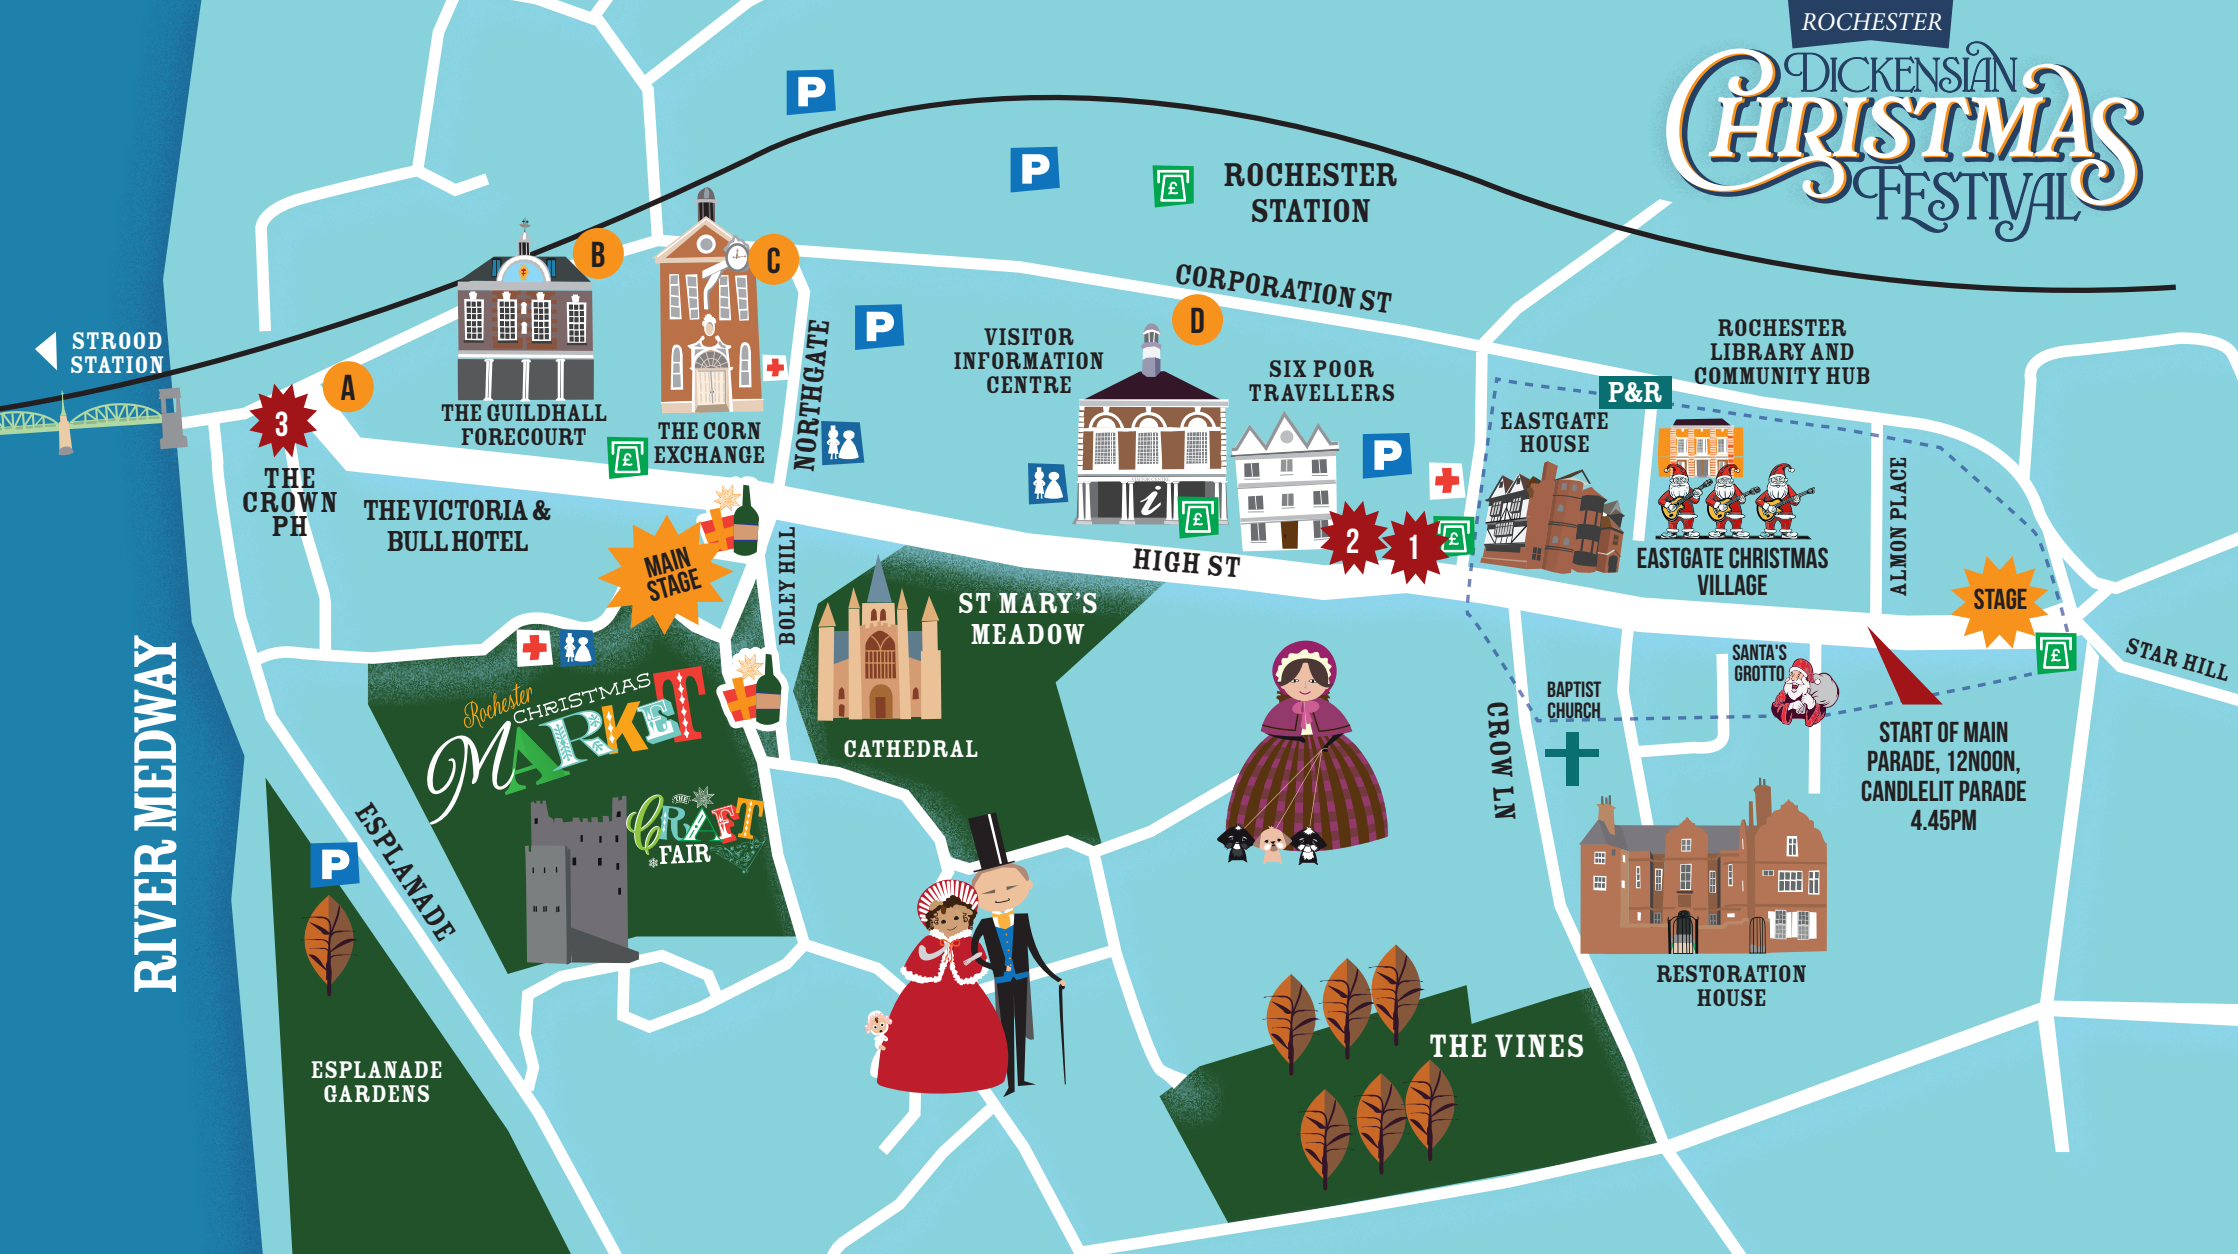 ROCHESTER
DICKENSIAN
CHRISTMAS
FESTIVAL
P
P
£
ROCHESTER
STATION
CORPORATION ST
B
C
D
A
STROOD
STATION
3
THE
CROWN
PH
THE GUILDHALL
FORECOURT
£
THE CORN
EXCHANGE
NORTHGATE
P
VISITOR
INFORMATION
CENTRE
VISITOR CENTRE
i
£
SIX POOR
TRAVELLERS
P
2
1
£
P&R
EASTGATE
HOUSE
ROCHESTER
LIBRARY AND
COMMUNITY HUB
EASTGATE CHRISTMAS
VILLAGE
ALMON PLACE
STAGE
£
STAR HILL
THE VICTORIA &
BULL HOTEL
MAIN
STAGE
BOLEY HILL
HIGH ST
ST MARY'S
MEADOW
CATHEDRAL
Rochester
CHRISTMAS
MARKET
THE
CRAFT
FAIR
RIVER MEDWAY
ESPLANADE
P
ESPLANADE
GARDENS
SANTA'S
GROTTO
BAPTIST
CHURCH
CROW LN
START OF MAIN
PARADE, 12NOON,
CANDLELIT PARADE
4.45PM
RESTORATION
HOUSE
THE VINES